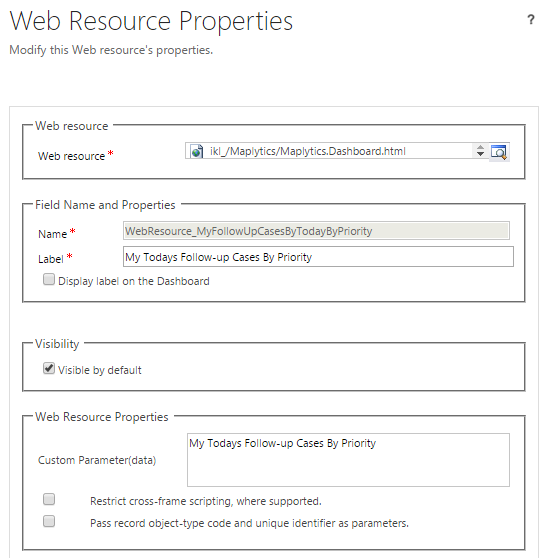 Web Resource Properties
?
Modify this Web resource's properties.
Web resource
Web resource *
ikl_/Maplytics/Maplytics.Dashboard.html
Field Name and Properties
Name *
WebResource_MyFollowUpCasesByTodayByPriority
Label *
My Todays Follow-up Cases By Priority
Display label on the Dashboard
Visibility
Visible by default
Web Resource Properties
Custom Parameter(data)
My Todays Follow-up Cases By Priority
Restrict cross-frame scripting, where supported.
Pass record object-type code and unique identifier as parameters.